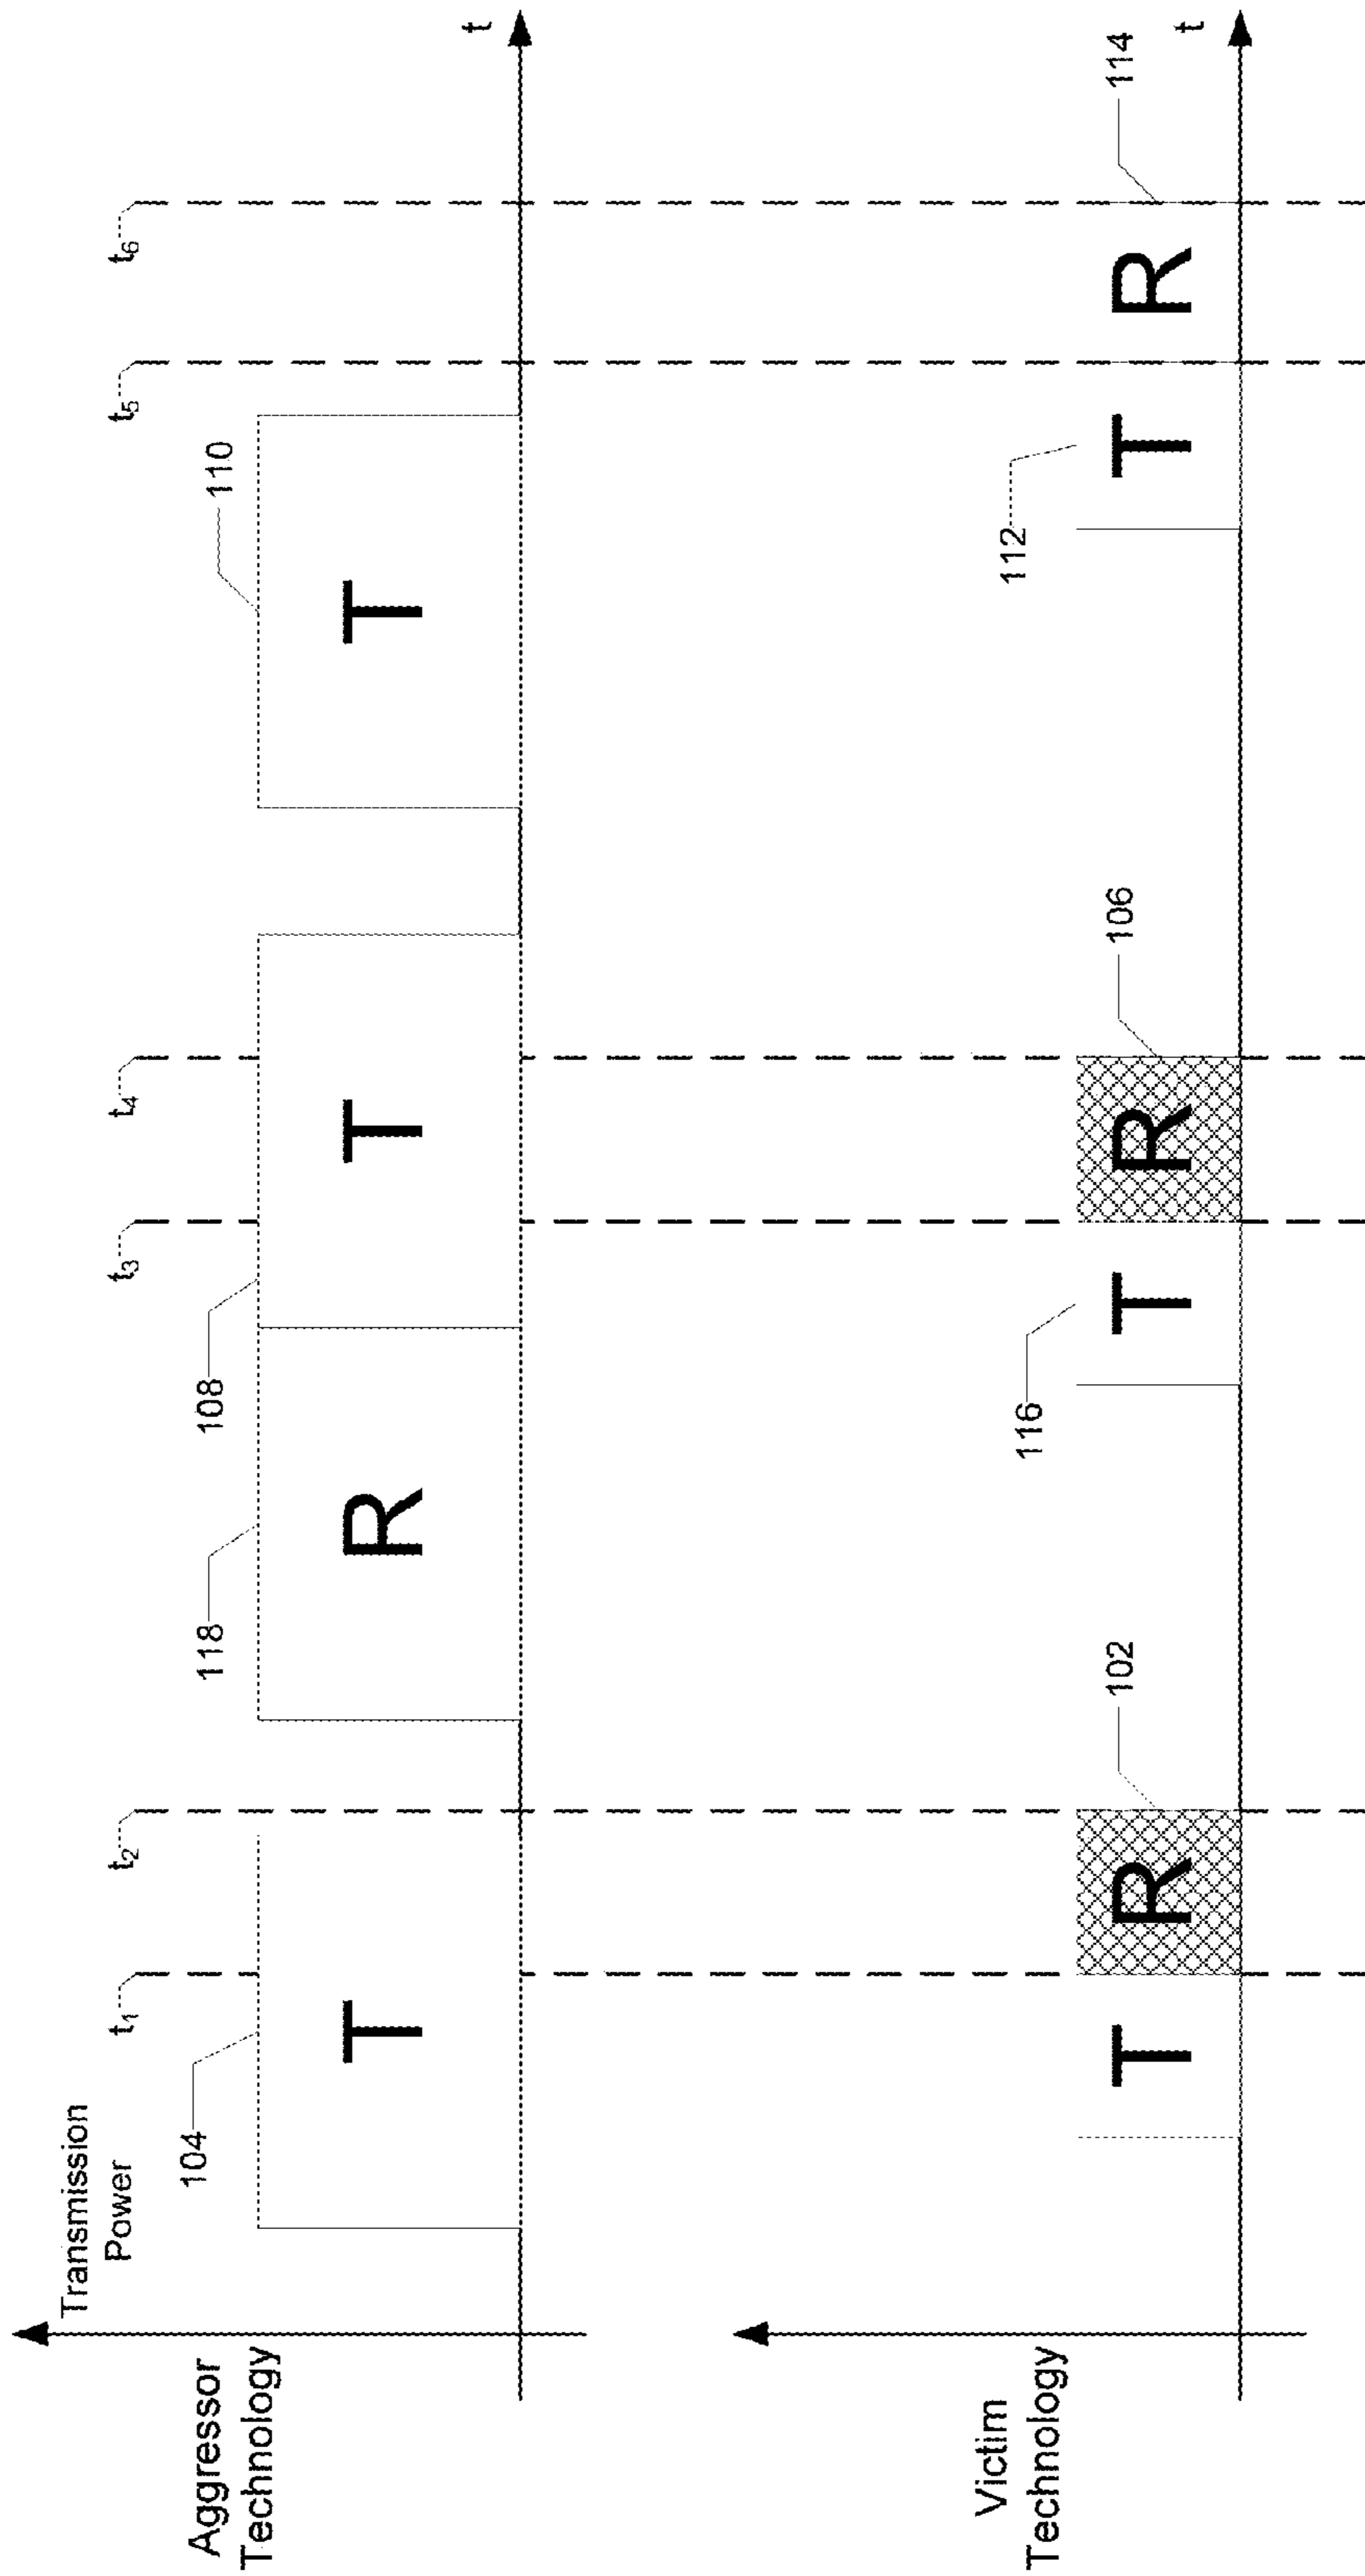 Transmission
Power
t₁
t₂
t₃
t₄
t₅
t₆
104
118
108
110
Aggressor
Technology
T
R
T
T
t
102
116
106
112
114
Victim
Technology
T
R
T
R
T
R
t